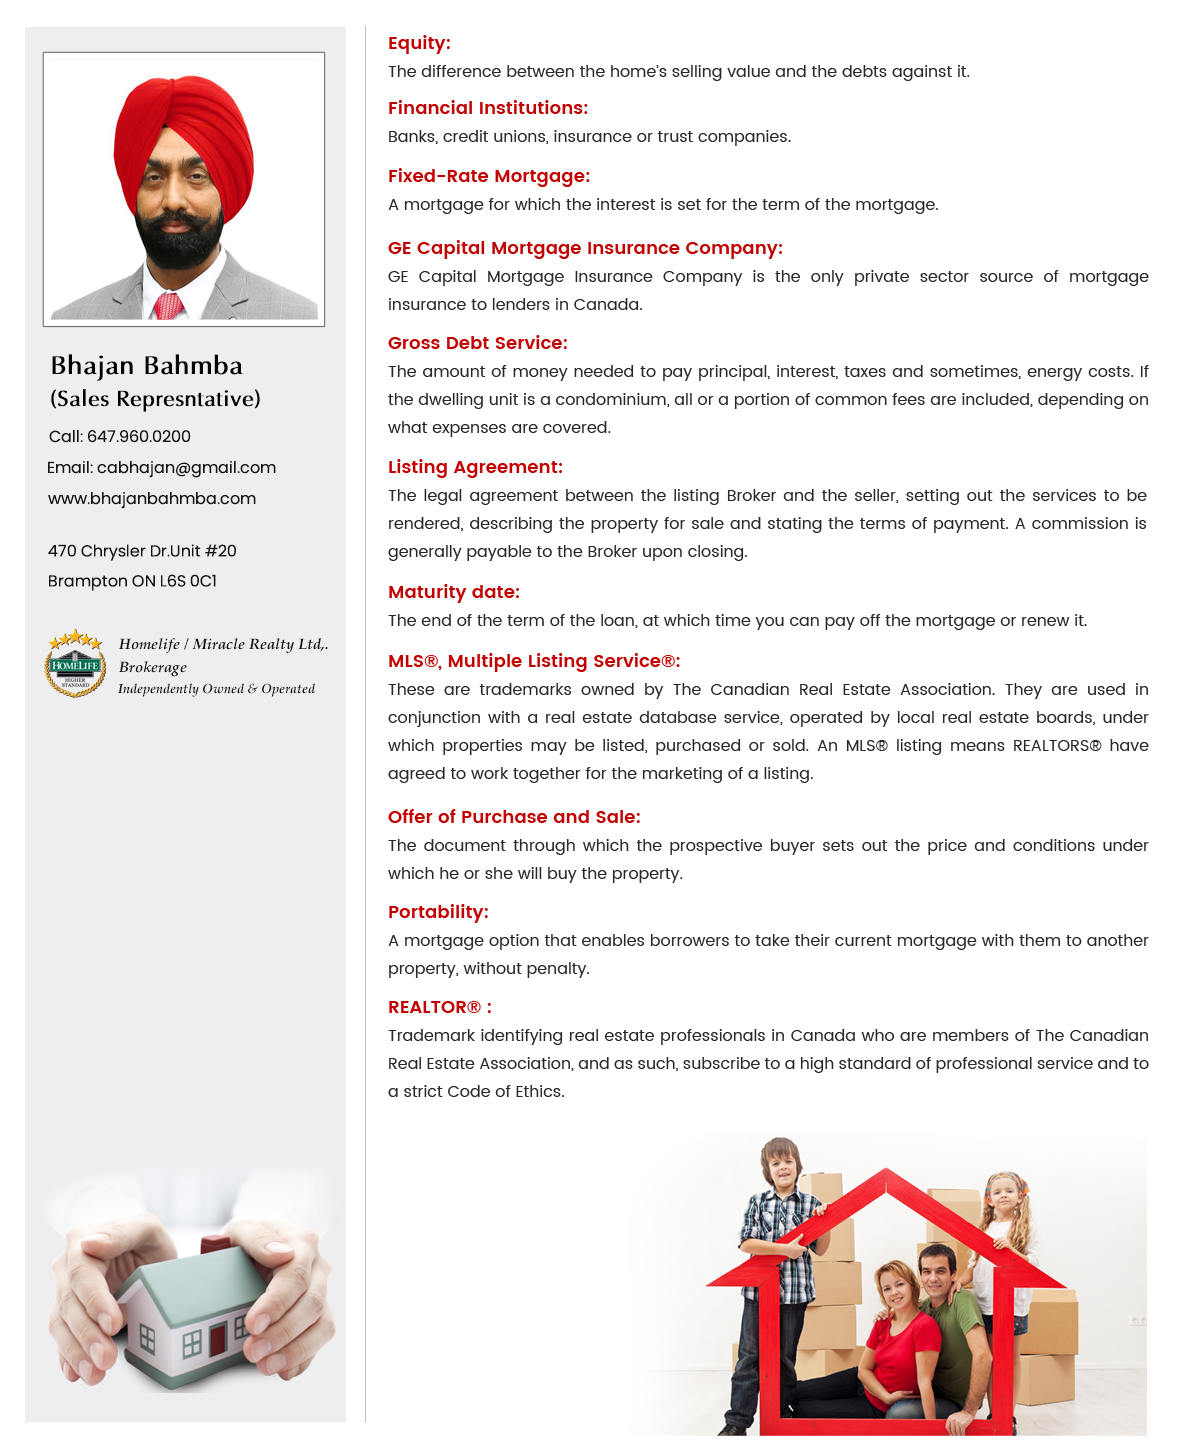 Bhajan Bahmba
(Sales Represntative)
Call: 647.960.0200
Email: cabhajan@gmail.com
www.bhajanbahmba.com
470 Chrysler Dr.Unit #20
Brampton ON L6S 0C1
HOMELIFE
HIGHER
STANDARD
Homelife / Miracle Realty Ltd,.
Brokerage
Independently Owned & Operated
Equity:
The difference between the home's selling value and the debts against it.
Financial Institutions:
Banks, credit unions, insurance or trust companies.
Fixed-Rate Mortgage:
A mortgage for which the interest is set for the term of the mortgage.
GE Capital Mortgage Insurance Company:
GE Capital Mortgage Insurance Company is the only private sector source of mortgage
insurance to lenders in Canada.
Gross Debt Service:
The amount of money needed to pay principal, interest, taxes and sometimes, energy costs. If
the dwelling unit is a condominium, all or a portion of common fees are included, depending on
what expenses are covered.
Listing Agreement:
The legal agreement between the listing Broker and the seller, setting out the services to be
rendered, describing the property for sale and stating the terms of payment. A commission is
generally payable to the Broker upon closing.
Maturity date:
The end of the term of the loan, at which time you can pay off the mortgage or renew it.
MLS®, Multiple Listing Service®:
These are trademarks owned by The Canadian Real Estate Association. They are used in
conjunction with a real estate database service, operated by local real estate boards, under
which properties may be listed, purchased or sold. An MLS® listing means REALTORS® have
agreed to work together for the marketing of a listing.
Offer of Purchase and Sale:
The document through which the prospective buyer sets out the price and conditions under
which he or she will buy the property.
Portability:
A mortgage option that enables borrowers to take their current mortgage with them to another
property, without penalty.
REALTOR® :
Trademark identifying real estate professionals in Canada who are members of The Canadian
Real Estate Association, and as such, subscribe to a high standard of professional service and to
a strict Code of Ethics.